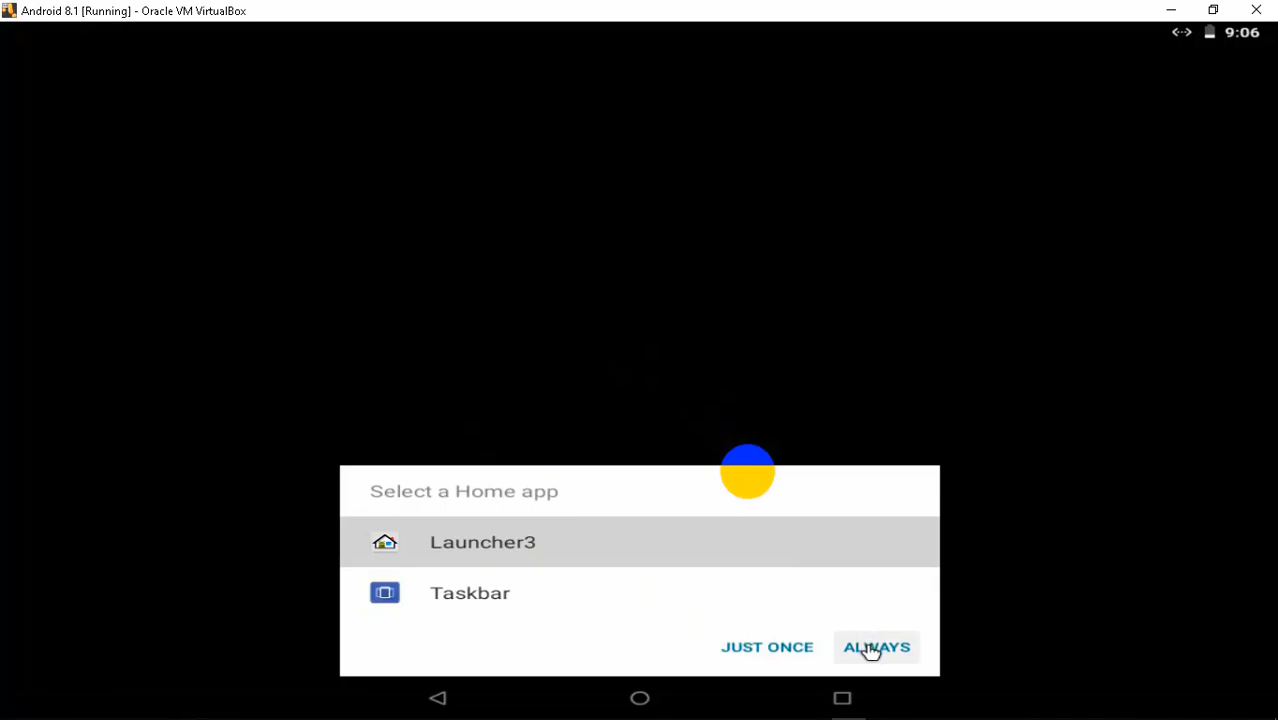 Android 8.1 [Running] - Oracle VM VirtualBox
9:06
Select a Home app
Launcher3
Taskbar
JUST ONCE ALWAYS